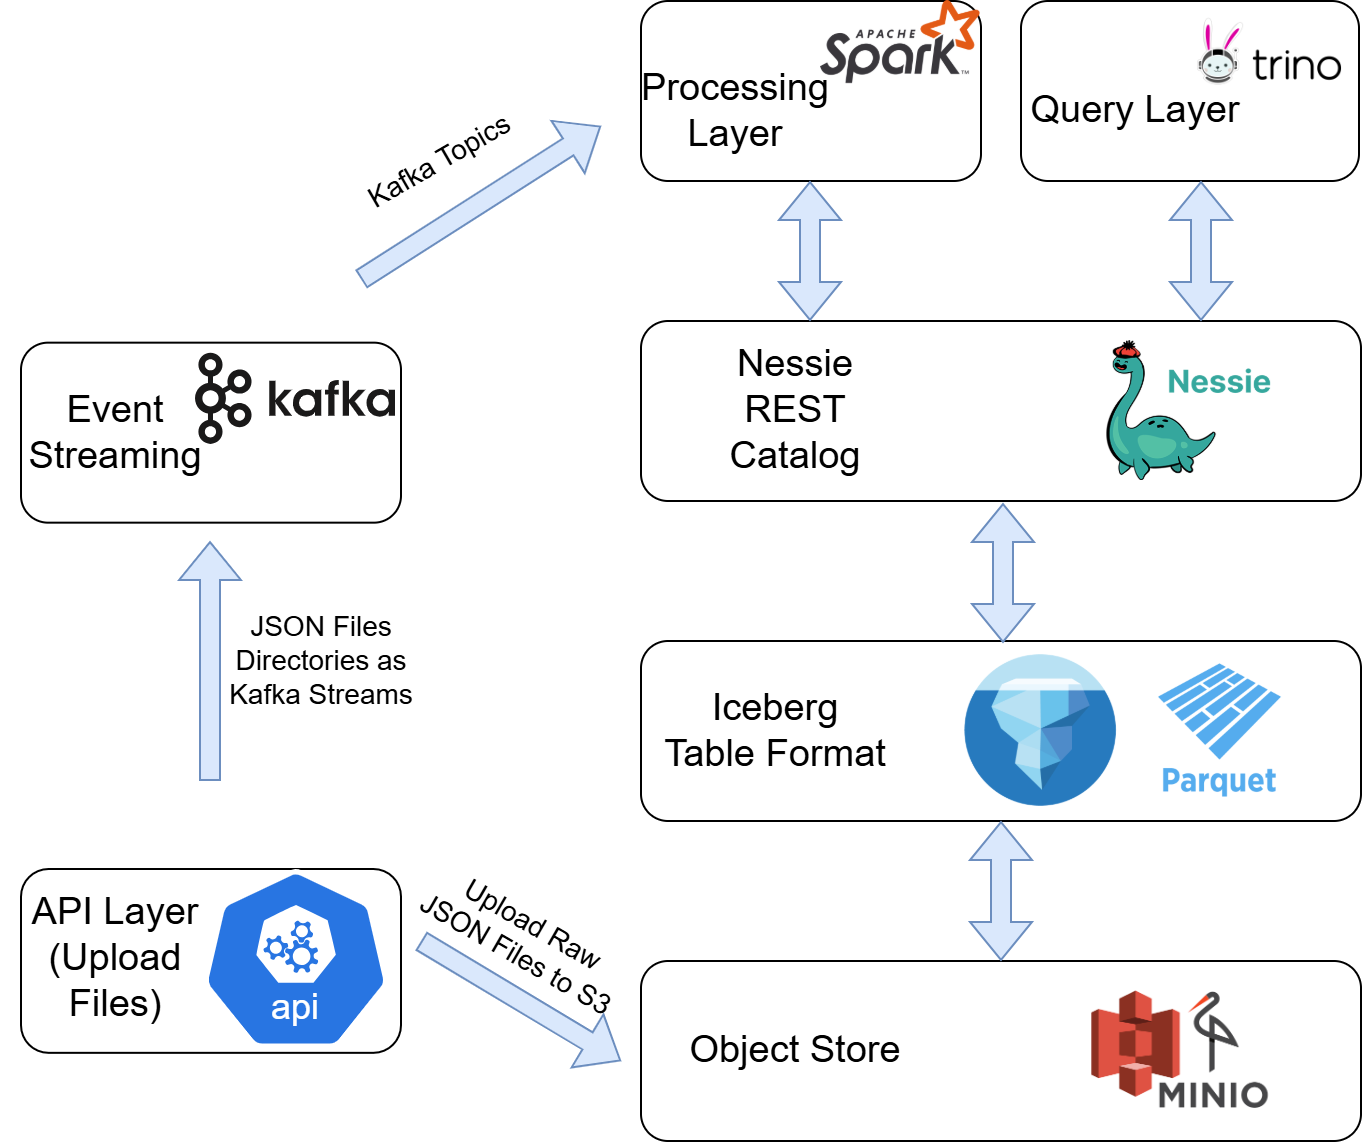 APACHE
Spark™
Processing
Layer
trino
Query Layer
Kafka Topics
Event
Streaming
kafka
Nessie
REST
Catalog
Nessie
JSON Files
Directories as
Kafka Streams
Iceberg
Table Format
Parquet
API Layer
(Upload
Files)
api
Upload Raw
JSON Files to S3
Object Store
MINIO